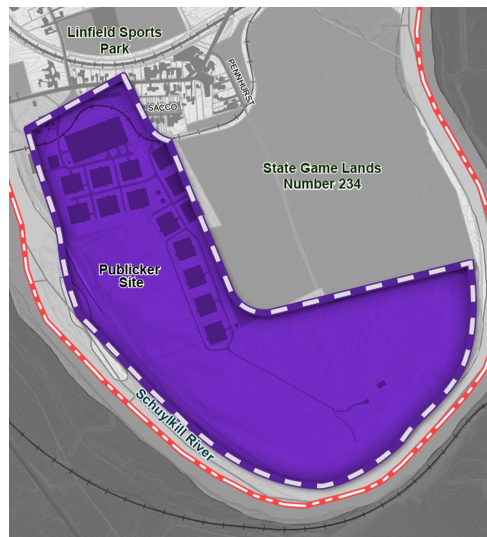 Linfield Sports
Park
PENNHURST
SACCO
State Game Lands
Number 234
Publicker
Site
Schuylkill River